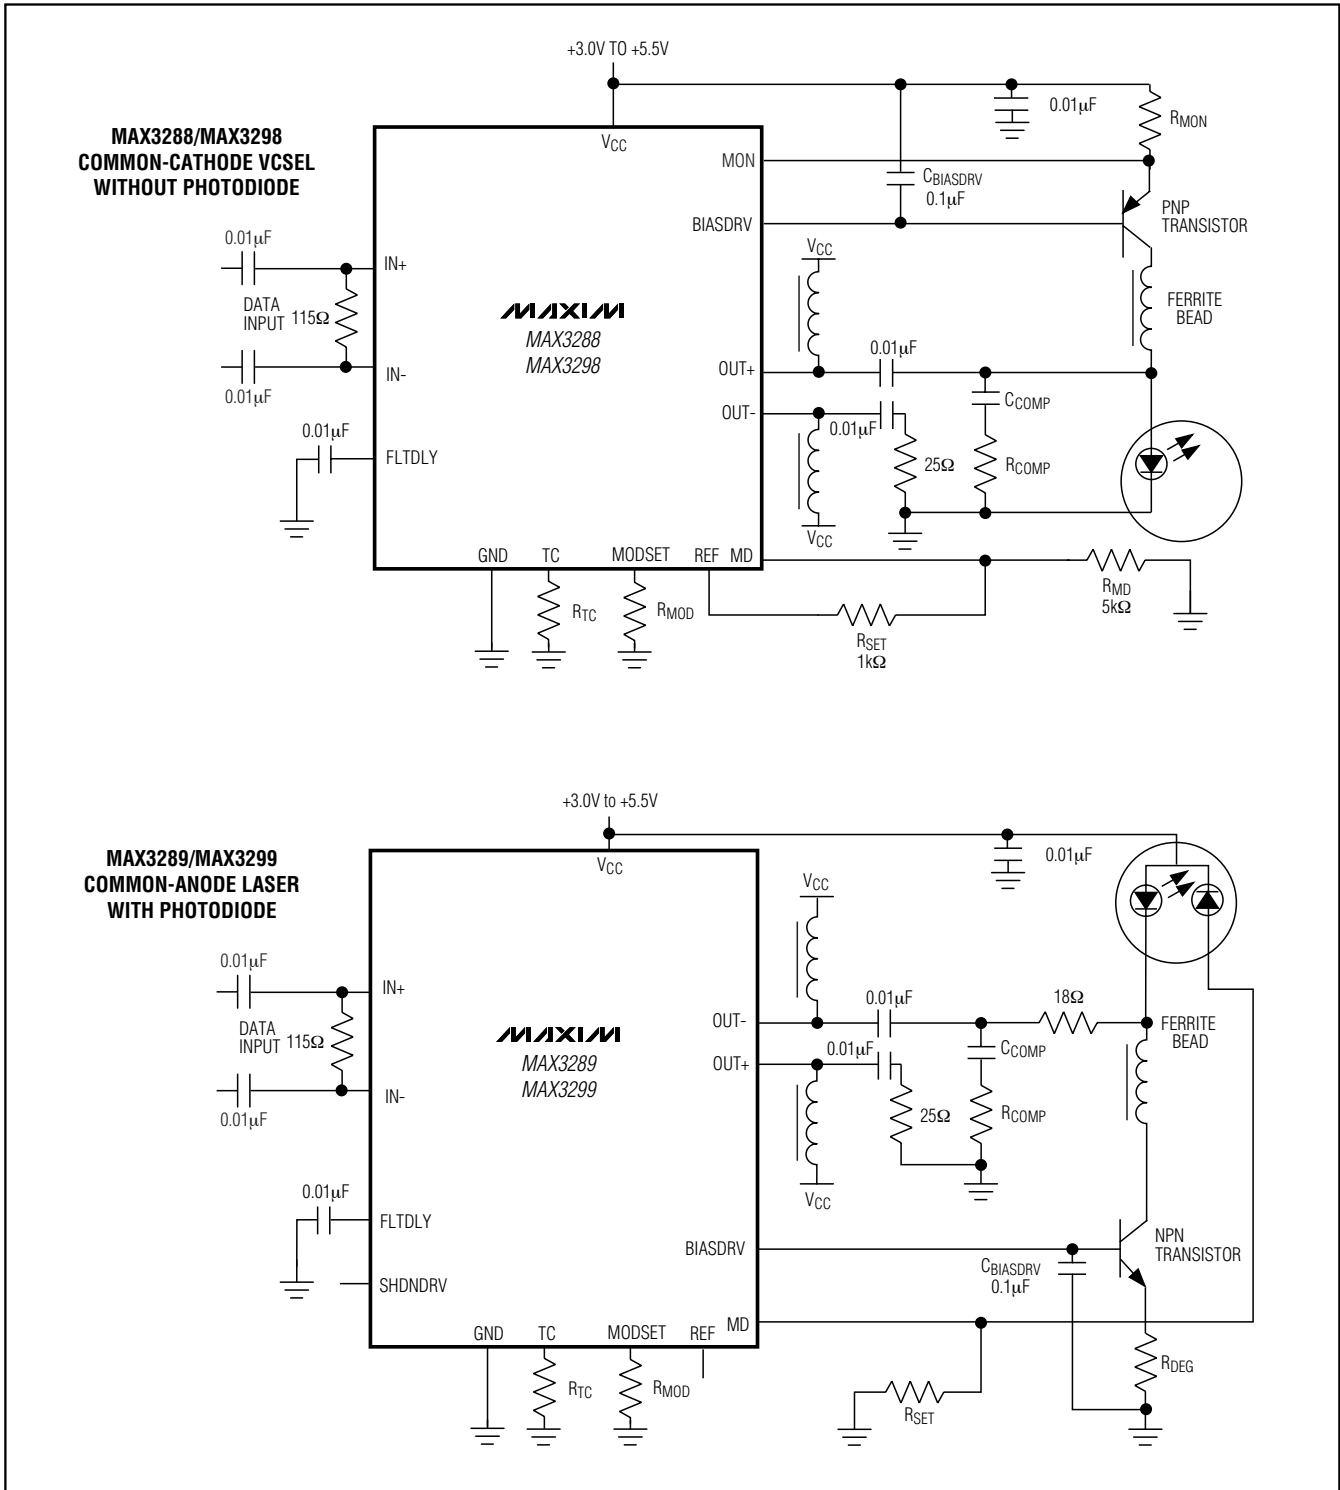 +3.0V TO +5.5V
MAX3288/MAX3298
COMMON-CATHODE VCSEL
WITHOUT PHOTODIODE
VCC
0.01μF
RMON
MON
CBIASDRV
0.1μF
BIASDRV
PNP
TRANSISTOR
0.01μF
IN+
VCC
DATA
INPUT
115Ω
MAXIM
MAX3288
MAX3298
FERRITE
BEAD
0.01μF
OUT+
IN-
0.01μF
CCOMP
OUT-
0.01μF
0.01μF
FLTDLY
25Ω
RCOMP
VCC
GND
TC
MODSET
REF
MD
RTC
RMOD
RMD
5kΩ
RSET
1kΩ
+3.0V to +5.5V
MAX3289/MAX3299
COMMON-ANODE LASER
WITH PHOTODIODE
VCC
0.01μF
VCC
0.01μF
IN+
0.01μF
18Ω
DATA
INPUT
115Ω
MAXIM
MAX3289
MAX3299
OUT-
FERRITE
BEAD
0.01μF
CCOMP
OUT+
IN-
0.01μF
25Ω
RCOMP
0.01μF
VCC
FLTDLY
BIASDRV
NPN
TRANSISTOR
CBIASDRV
0.1μF
SHDNDRV
GND
TC
MODSET
REF
MD
RTC
RMOD
RSET
RDEG